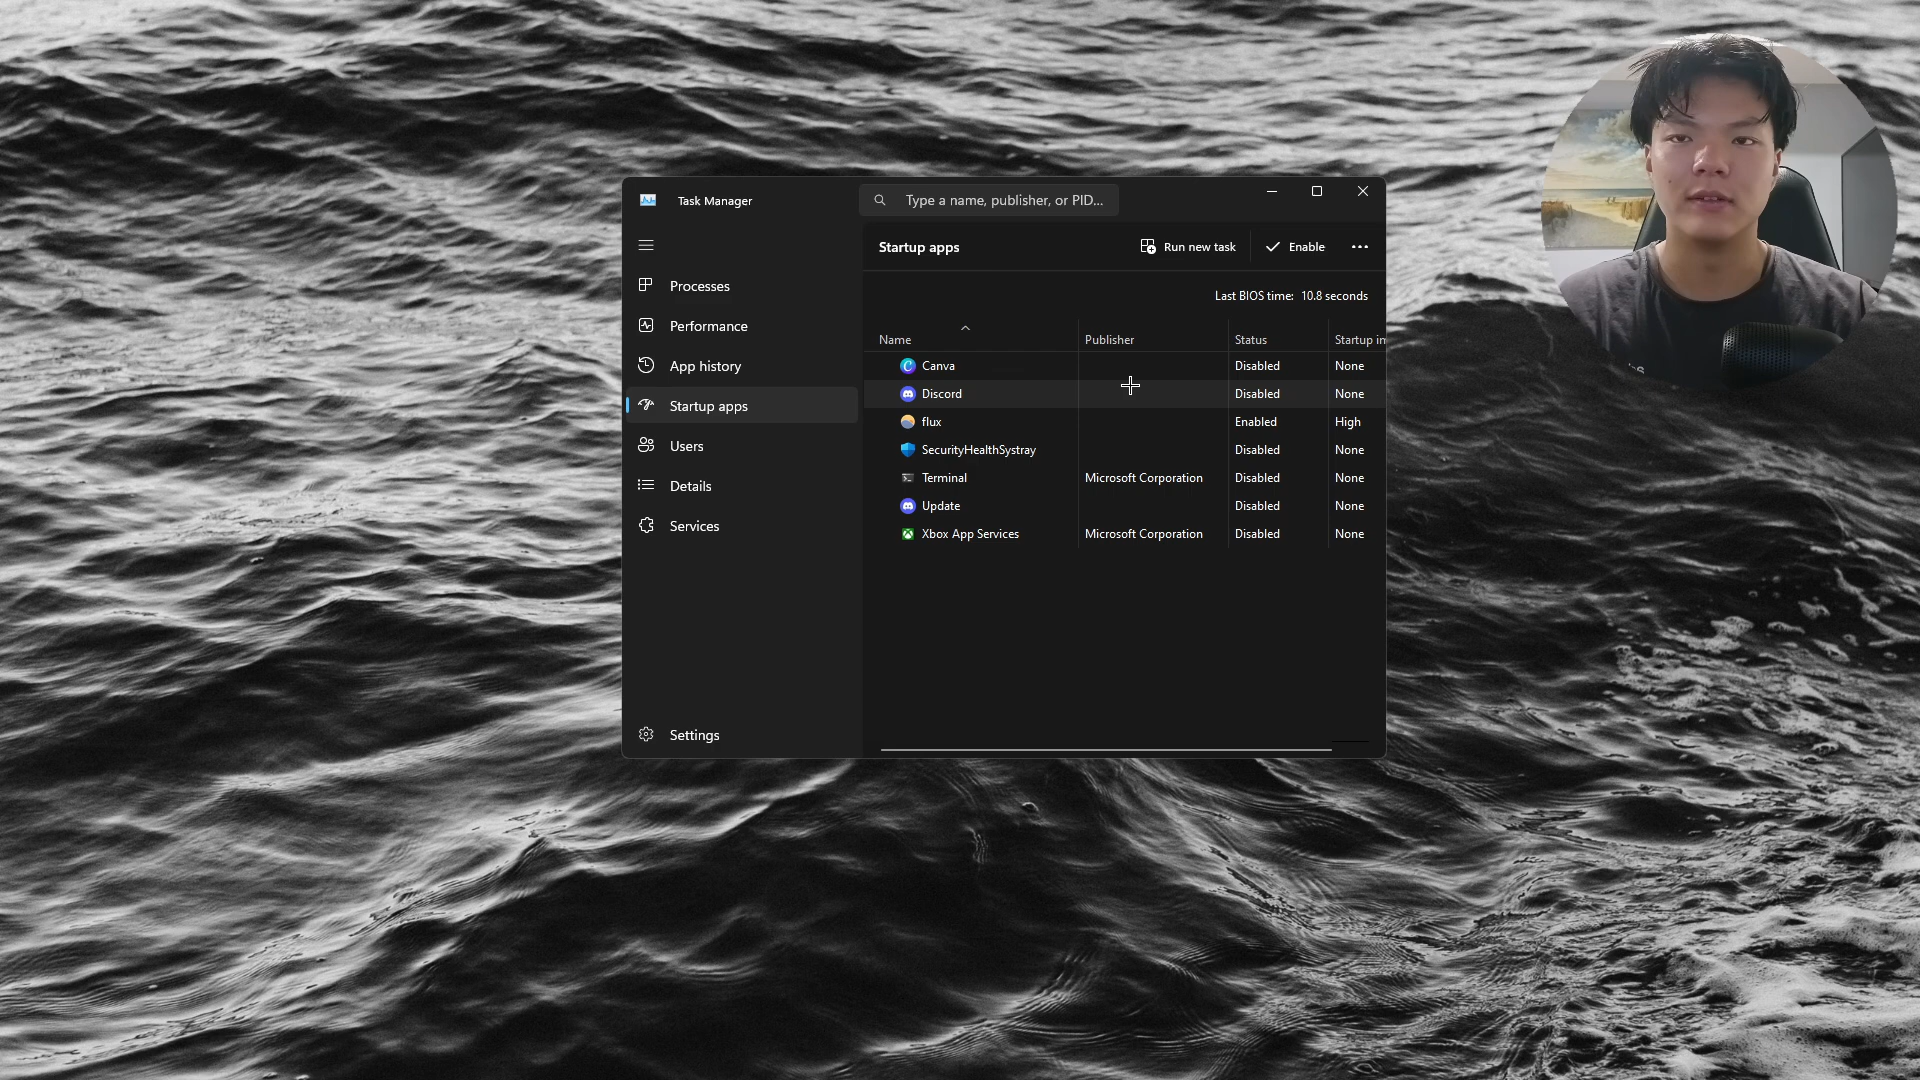 Task Manager
Type a name, publisher, or PID...
Startup apps
Run new task
Enable
Last BIOS time: 10.8 seconds
Processes
Performance
App history
Startup apps
Users
Details
Services
Settings
Name Publisher Status Startup im
Canva Disabled None
Discord Disabled None
flux Enabled High
SecurityHealthSystray Disabled None
Terminal Microsoft Corporation Disabled None
Update Disabled None
Xbox App Services Microsoft Corporation Disabled None